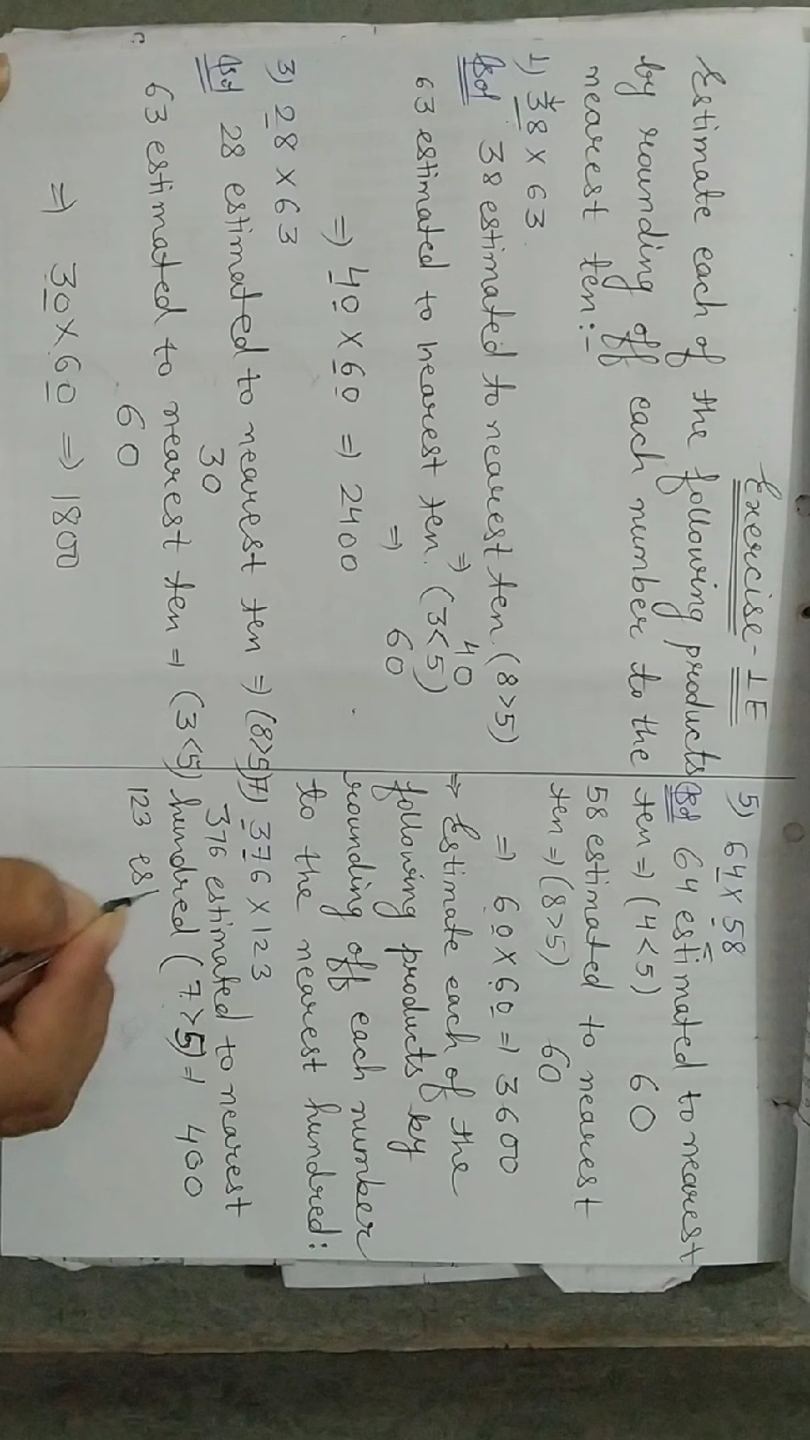 Exercise-1E
Estimate each of the following products
by rounding off each number to the
nearest ten:-
1) 38 x 63
Sol 38 estimated to nearest ten. (8>5)
⇒ 40
63 estimated to nearest ten. (3<5)
⇒ 60
⇒ 40 x 60 ⇒ 2400
3) 28 x 63
Sol 28 estimated to nearest ten ⇒ (8>5)
30
63 estimated to nearest ten ⇒ (3<5)
60
⇒ 30 x 60 ⇒ 1800
5) 64 x 58
Sol 64 estimated to nearest
ten ⇒ (4<5) 60
58 estimated to nearest
ten ⇒ (8>5) 60
⇒ 60 x 60 ⇒ 3600
⇒ Estimate each of the
following products by
rounding off each number
to the nearest hundred:
7) 376 x 123
376 estimated to nearest
hundred (7>5) ⇒ 400
123 es